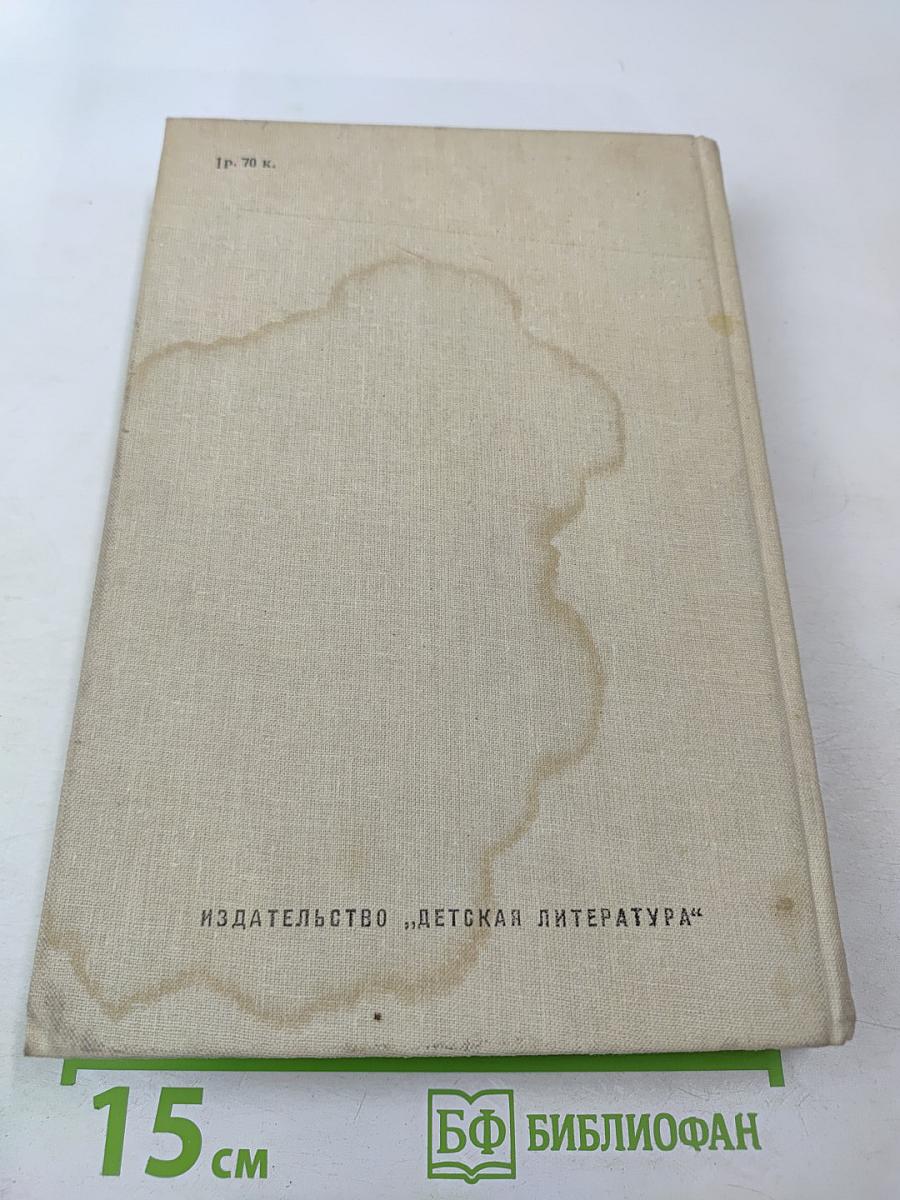 1р. 70 к.
ИЗДАТЕЛЬСТВО „ДЕТСКАЯ ЛИТЕРАТУРА“
15 см
БФ БИБЛИОФАН